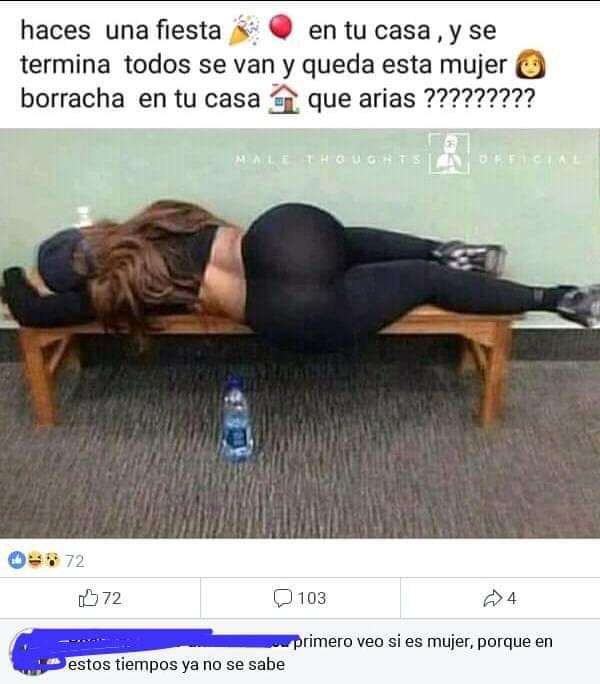 haces una fiesta 🎉🎈 en tu casa , y se
termina todos se van y queda esta mujer 👩
borracha en tu casa 🏠 que arias ?????????
MALE THOUGHTS OFFICIAL
72
72 103 4
primero veo si es mujer, porque en
estos tiempos ya no se sabe